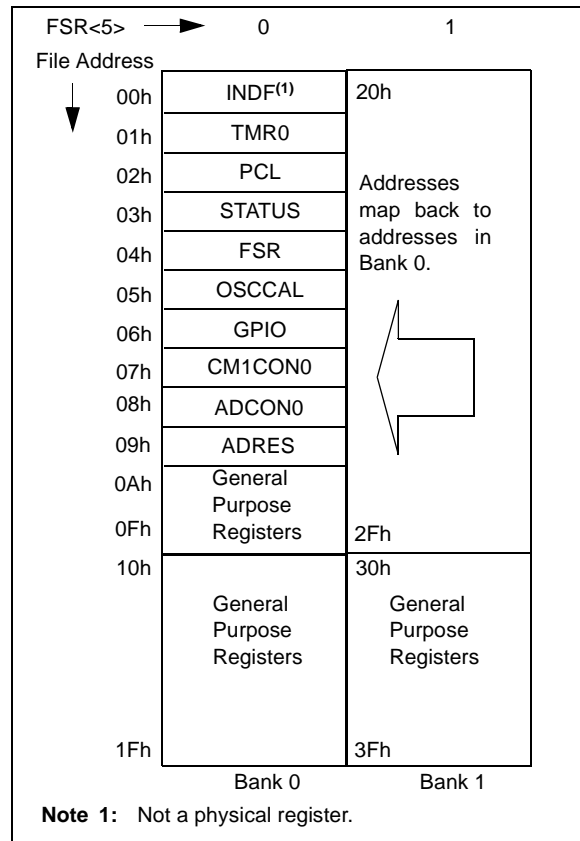 FSR<5> 0 1
File Address
00h INDF(1) 20h
01h TMR0
02h PCL
Addresses
map back to
addresses in
Bank 0.
03h STATUS
04h FSR
05h OSCCAL
06h GPIO
07h CM1CON0
08h ADCON0
09h ADRES
0Ah General
Purpose
0Fh Registers 2Fh
10h 30h
General
Purpose
Registers
General
Purpose
Registers
1Fh 3Fh
Bank 0 Bank 1
Note 1: Not a physical register.